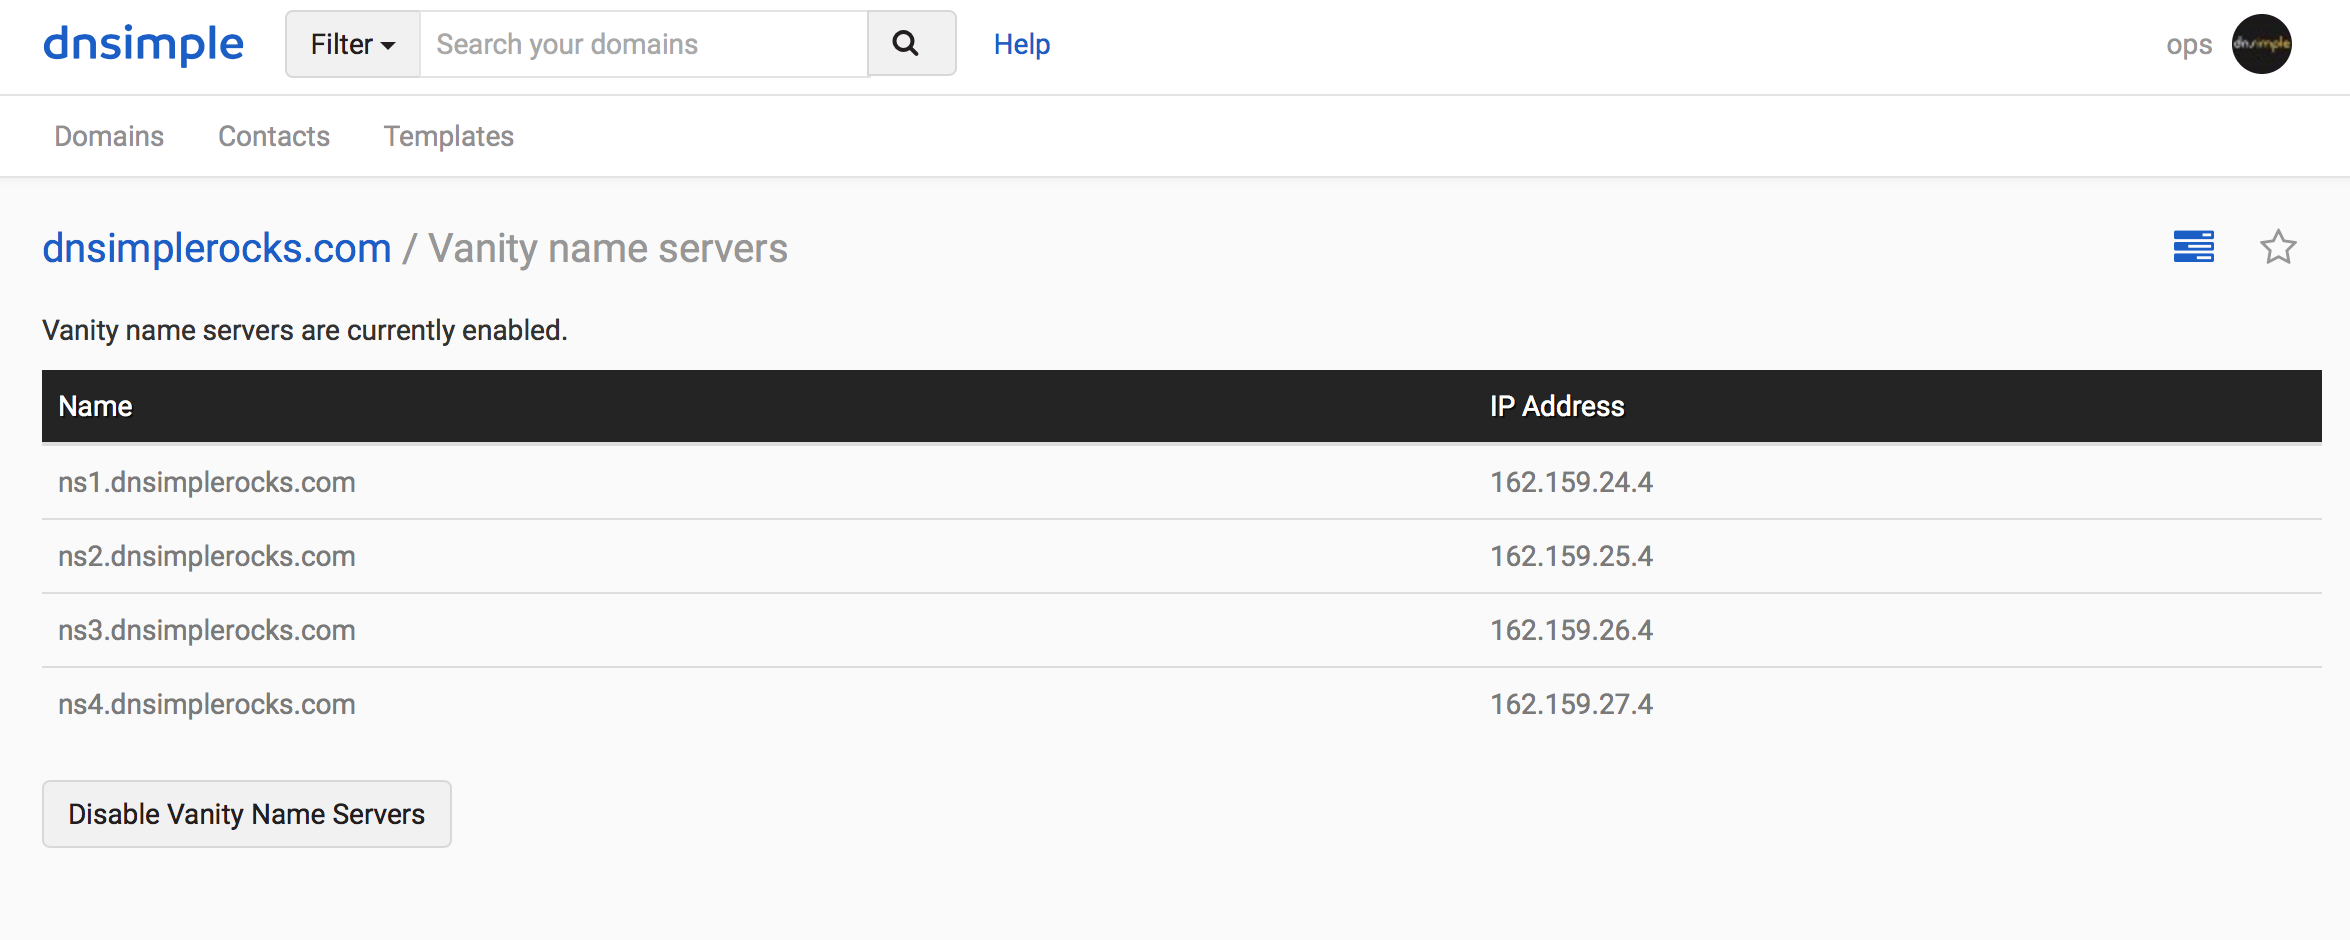 dnsimple Filter Search your domains Help ops dnsimple
Domains Contacts Templates
dnsimplerocks.com / Vanity name servers
Vanity name servers are currently enabled.
Name IP Address
ns1.dnsimplerocks.com 162.159.24.4
ns2.dnsimplerocks.com 162.159.25.4
ns3.dnsimplerocks.com 162.159.26.4
ns4.dnsimplerocks.com 162.159.27.4
Disable Vanity Name Servers